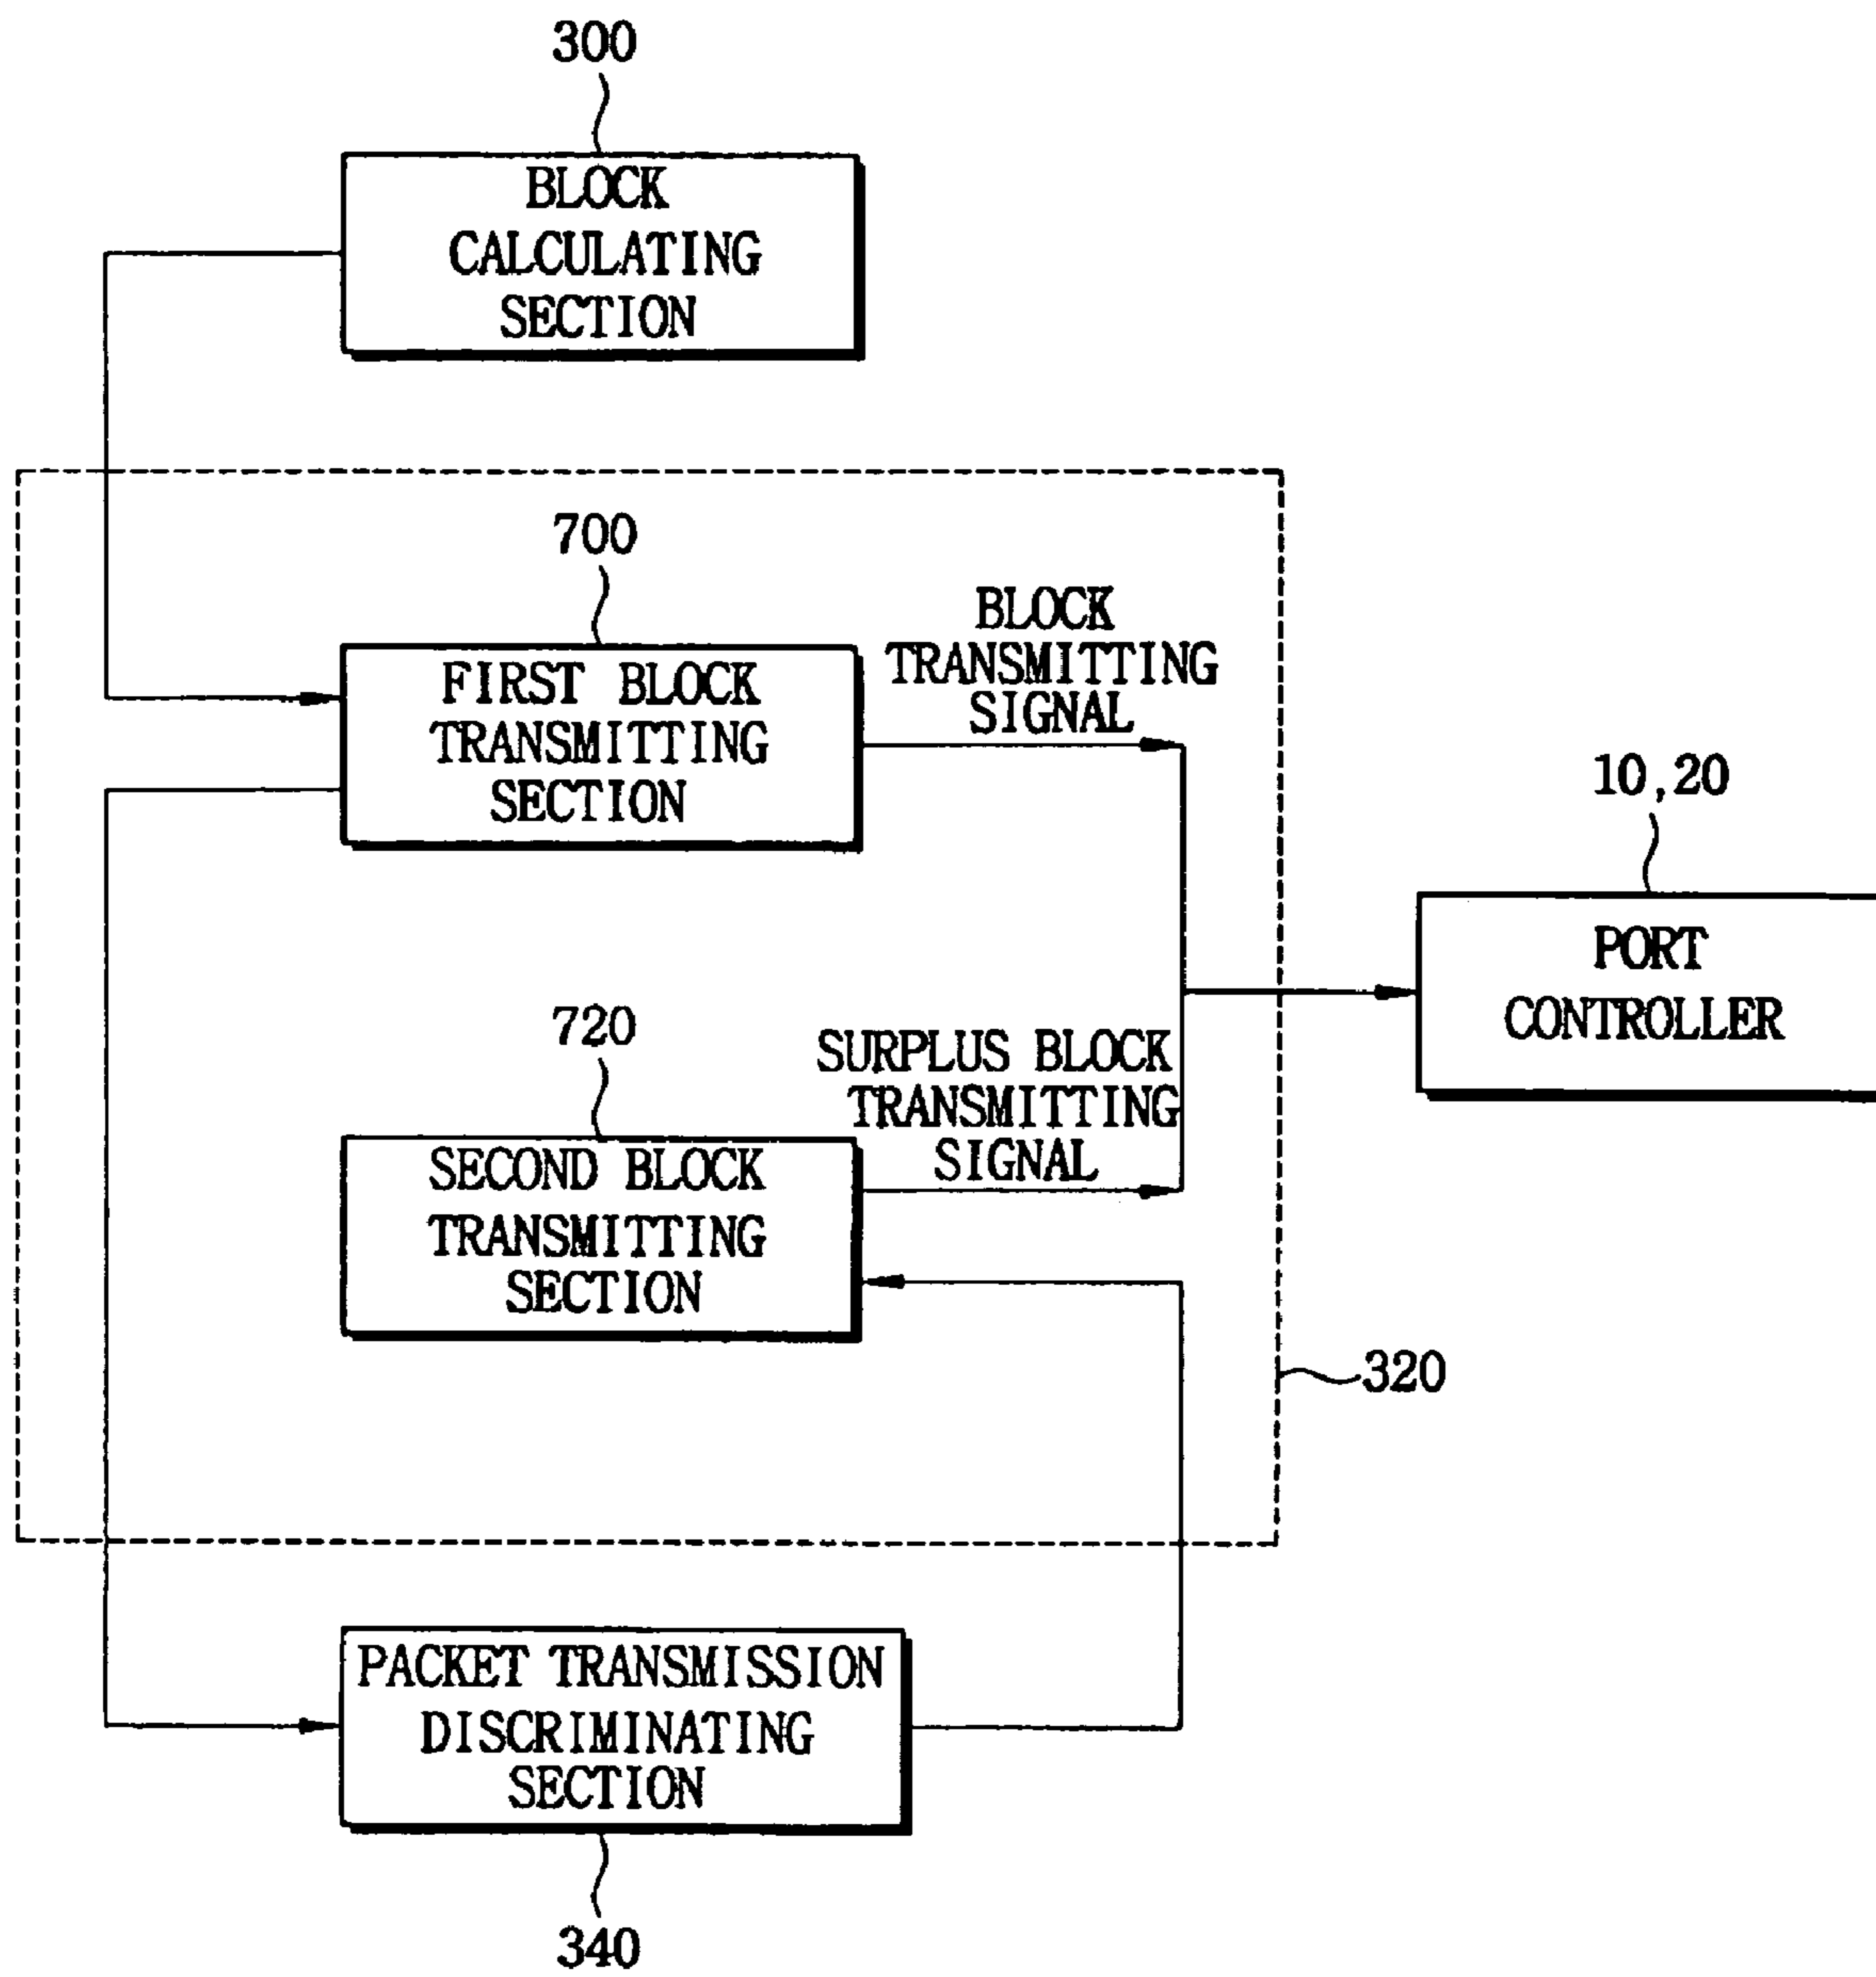 300
BLOCK
CALCULATING
SECTION
700
FIRST BLOCK
TRANSMITTING
SECTION
BLOCK
TRANSMITTING
SIGNAL
10,20
PORT
CONTROLLER
720
SECOND BLOCK
TRANSMITTING
SECTION
SURPLUS BLOCK
TRANSMITTING
SIGNAL
320
PACKET TRANSMISSION
DISCRIMINATING
SECTION
340